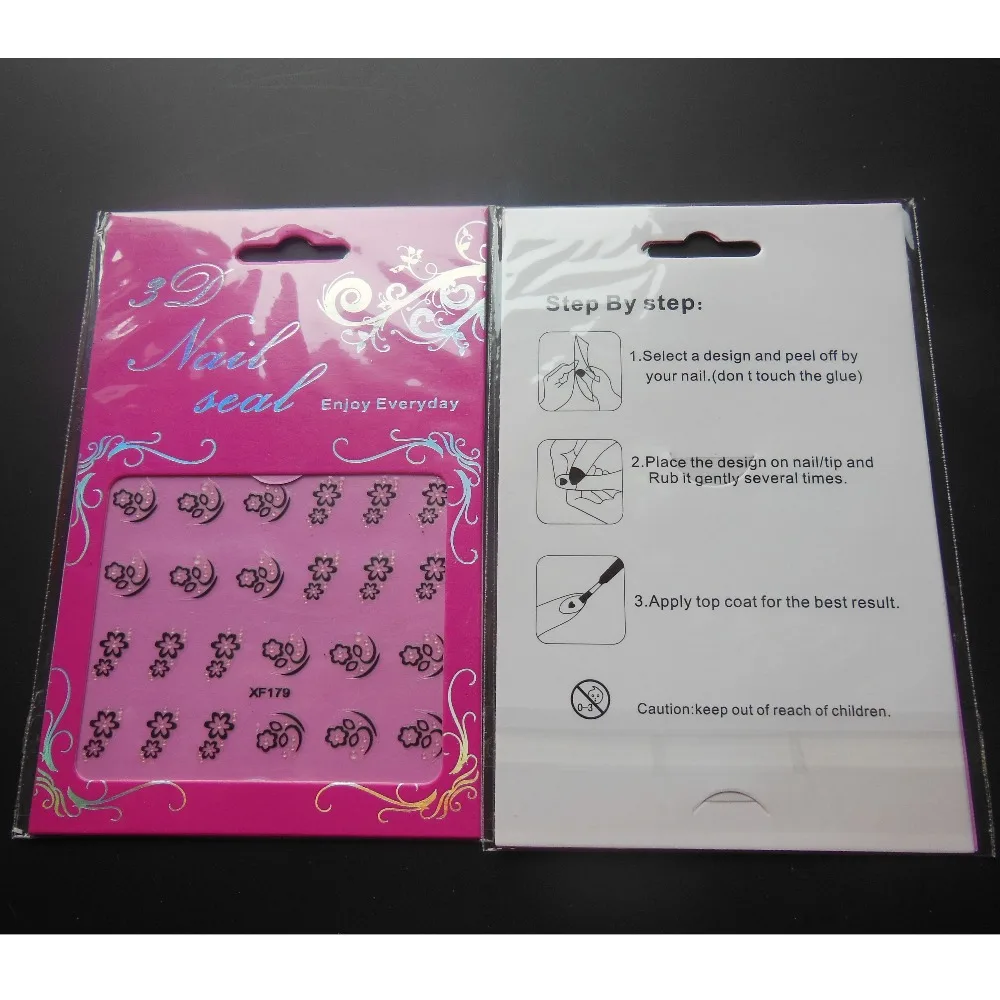 3D
Nail
seal
Enjoy Everyday
XF179
Step By step:
1.Select a design and peel off by
your nail.(don t touch the glue)
2.Place the design on nail/tip and
Rub it gently several times.
3.Apply top coat for the best result.
0-3
Caution:keep out of reach of children.